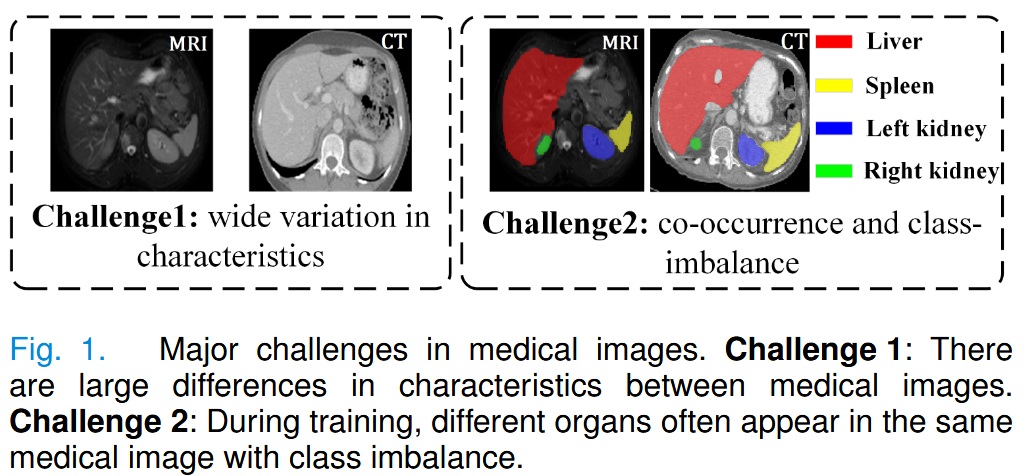 MRI
CT
Challenge1: wide variation in
characteristics
MRI
CT
Liver
Spleen
Left kidney
Right kidney
Challenge2: co-occurrence and class-
imbalance
Fig. 1. Major challenges in medical images. Challenge 1: There
are large differences in characteristics between medical images.
Challenge 2: During training, different organs often appear in the same
medical image with class imbalance.